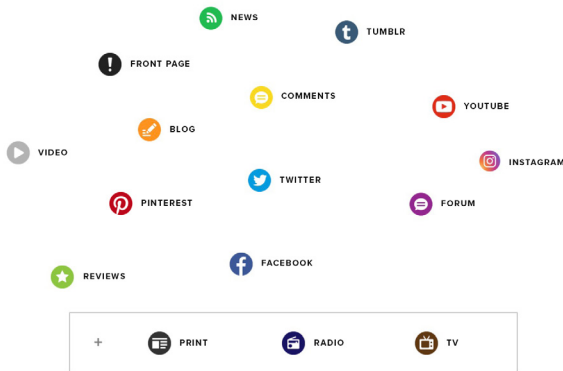 NEWS
TUMBLR
FRONT PAGE
COMMENTS
YOUTUBE
BLOG
VIDEO
INSTAGRAM
TWITTER
PINTEREST
FORUM
FACEBOOK
REVIEWS
+ PRINT RADIO TV